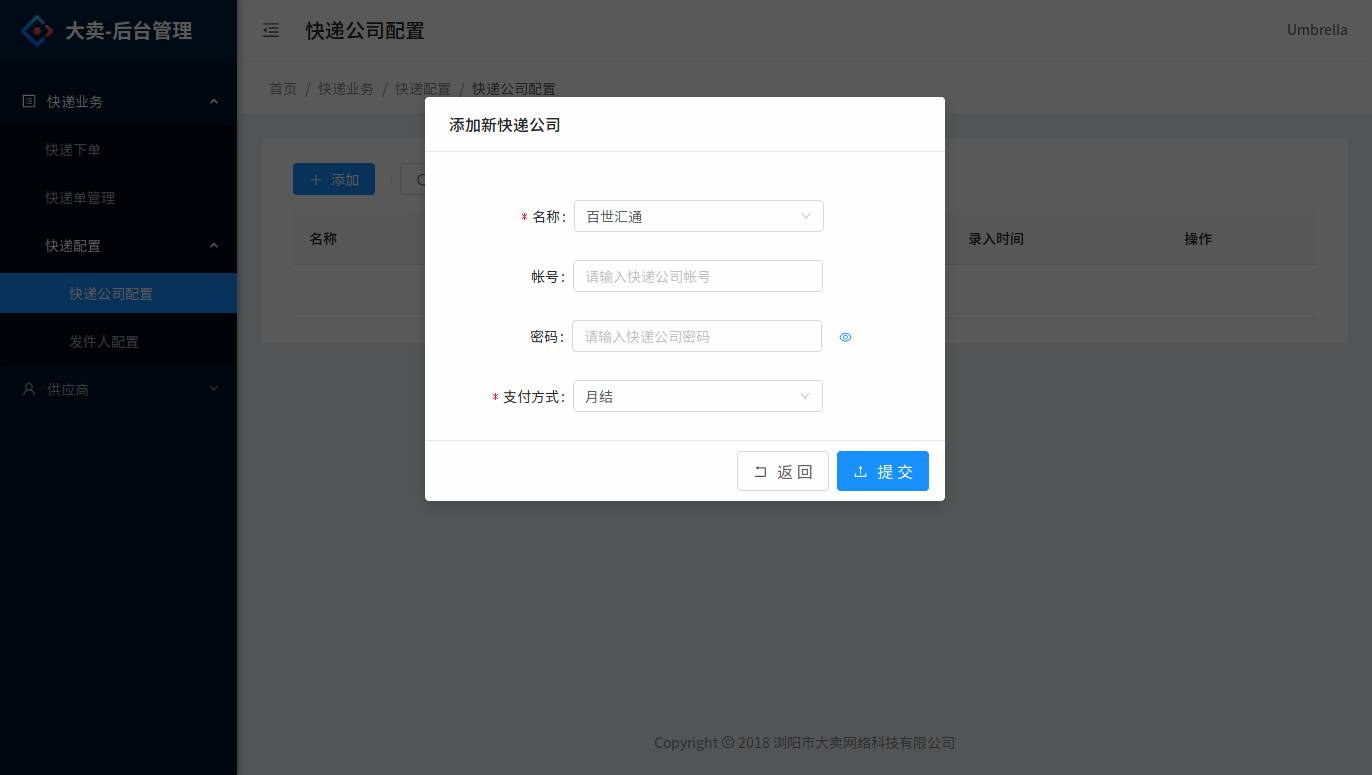 大卖-后台管理
快递公司配置
Umbrella
首页 / 快递业务 / 快递配置 / 快递公司配置
快递业务
快递下单
快递单管理
快递配置
快递公司配置
发件人配置
供应商
添加
名称
录入时间
操作
添加新快递公司
* 名称:
百世汇通
帐号:
请输入快递公司帐号
密码:
请输入快递公司密码
* 支付方式:
月结
返 回
提 交
Copyright © 2018 浏阳市大卖网络科技有限公司